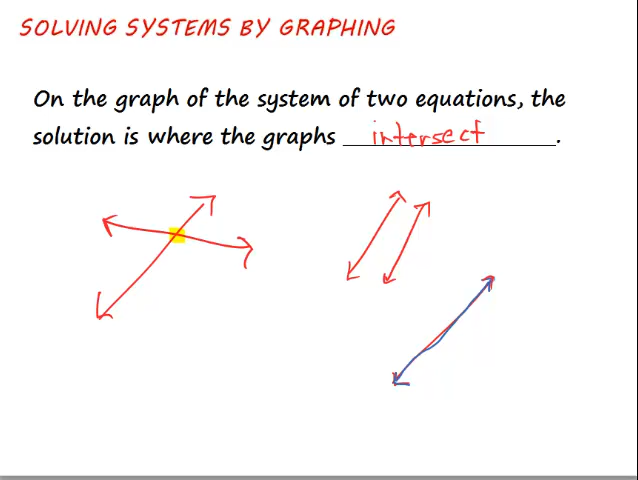 SOLVING SYSTEMS BY GRAPHING
On the graph of the system of two equations, the
solution is where the graphs intersect.